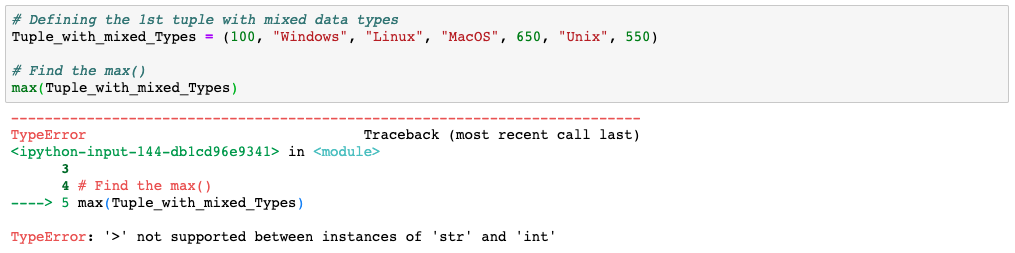 # Defining the 1st tuple with mixed data types
Tuple_with_mixed_Types = (100, "Windows", "Linux", "MacOS", 650, "Unix", 550)
# Find the max()
max(Tuple_with_mixed_Types)
---------------------------------------------------------------------------
TypeError                                 Traceback (most recent call last)
<ipython-input-144-db1cd96e9341> in <module>
      3
      4 # Find the max()
----> 5 max(Tuple_with_mixed_Types)
TypeError: '>' not supported between instances of 'str' and 'int'